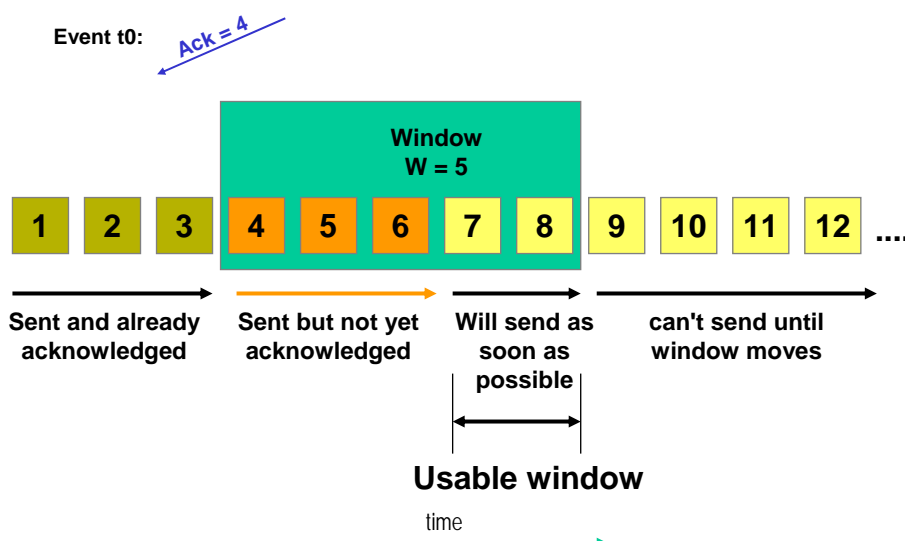 Event t0:
Ack = 4
Window
W = 5
1 2 3 4 5 6 7 8 9 10 11 12 ....
Sent and already
acknowledged
Sent but not yet
acknowledged
Will send as
soon as
possible
can't send until
window moves
Usable window
time